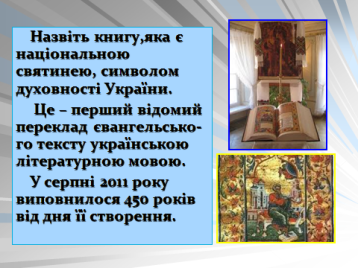 Назвіть книгу,яка є
національною
святинею, символом
духовності України.
Це – перший відомий
переклад євангельсько-
го тексту українською
літературною мовою.
У серпні 2011 року
виповнилося 450 років
від дня її створення.